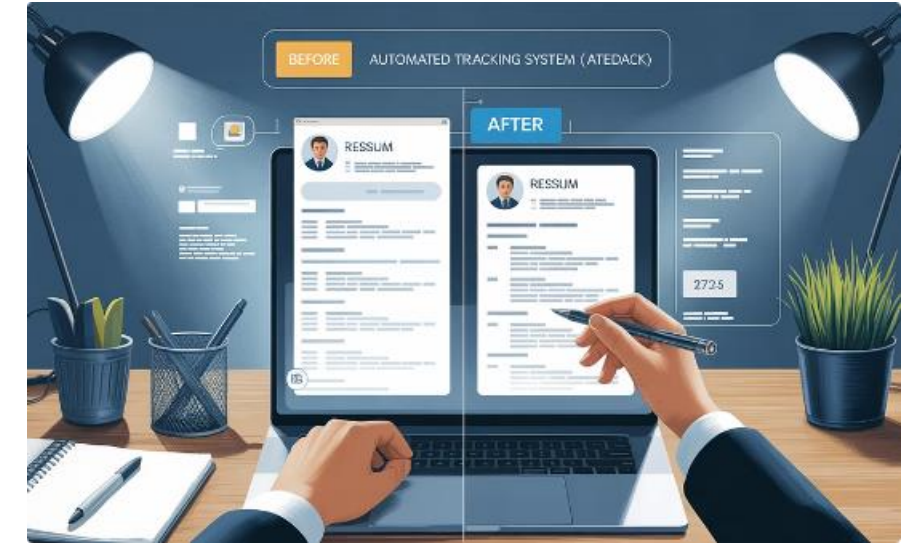 BEFORE AUTOMATED TRACKING SYSTEM (ATEDACK)
AFTER
RESSUM
RESSUM
2725